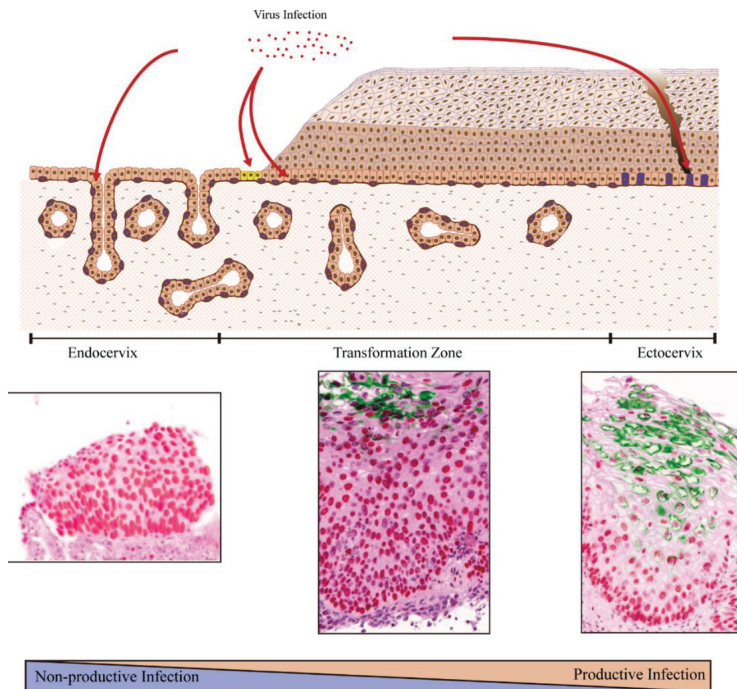 Virus Infection
Endocervix
Transformation Zone
Ectocervix
Non-productive Infection
Productive Infection